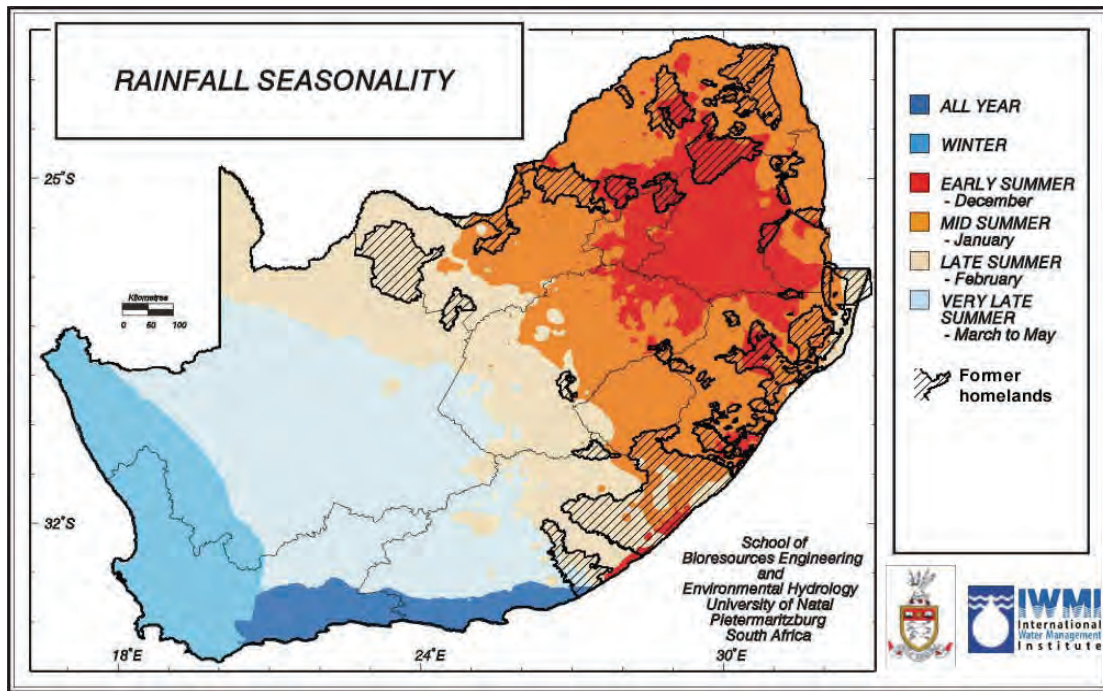 RAINFALL SEASONALITY
ALL YEAR
WINTER
EARLY SUMMER
- December
MID SUMMER
- January
LATE SUMMER
- February
VERY LATE
SUMMER
- March to May
Former
homelands
25°S
32°S
Kilometres
0 60 100
18°E
24°E
30°E
School of
Bioresources Engineering
and
Environmental Hydrology
University of Natal
Pietermaritzburg
South Africa
IWMI
International
Water Management
Institute